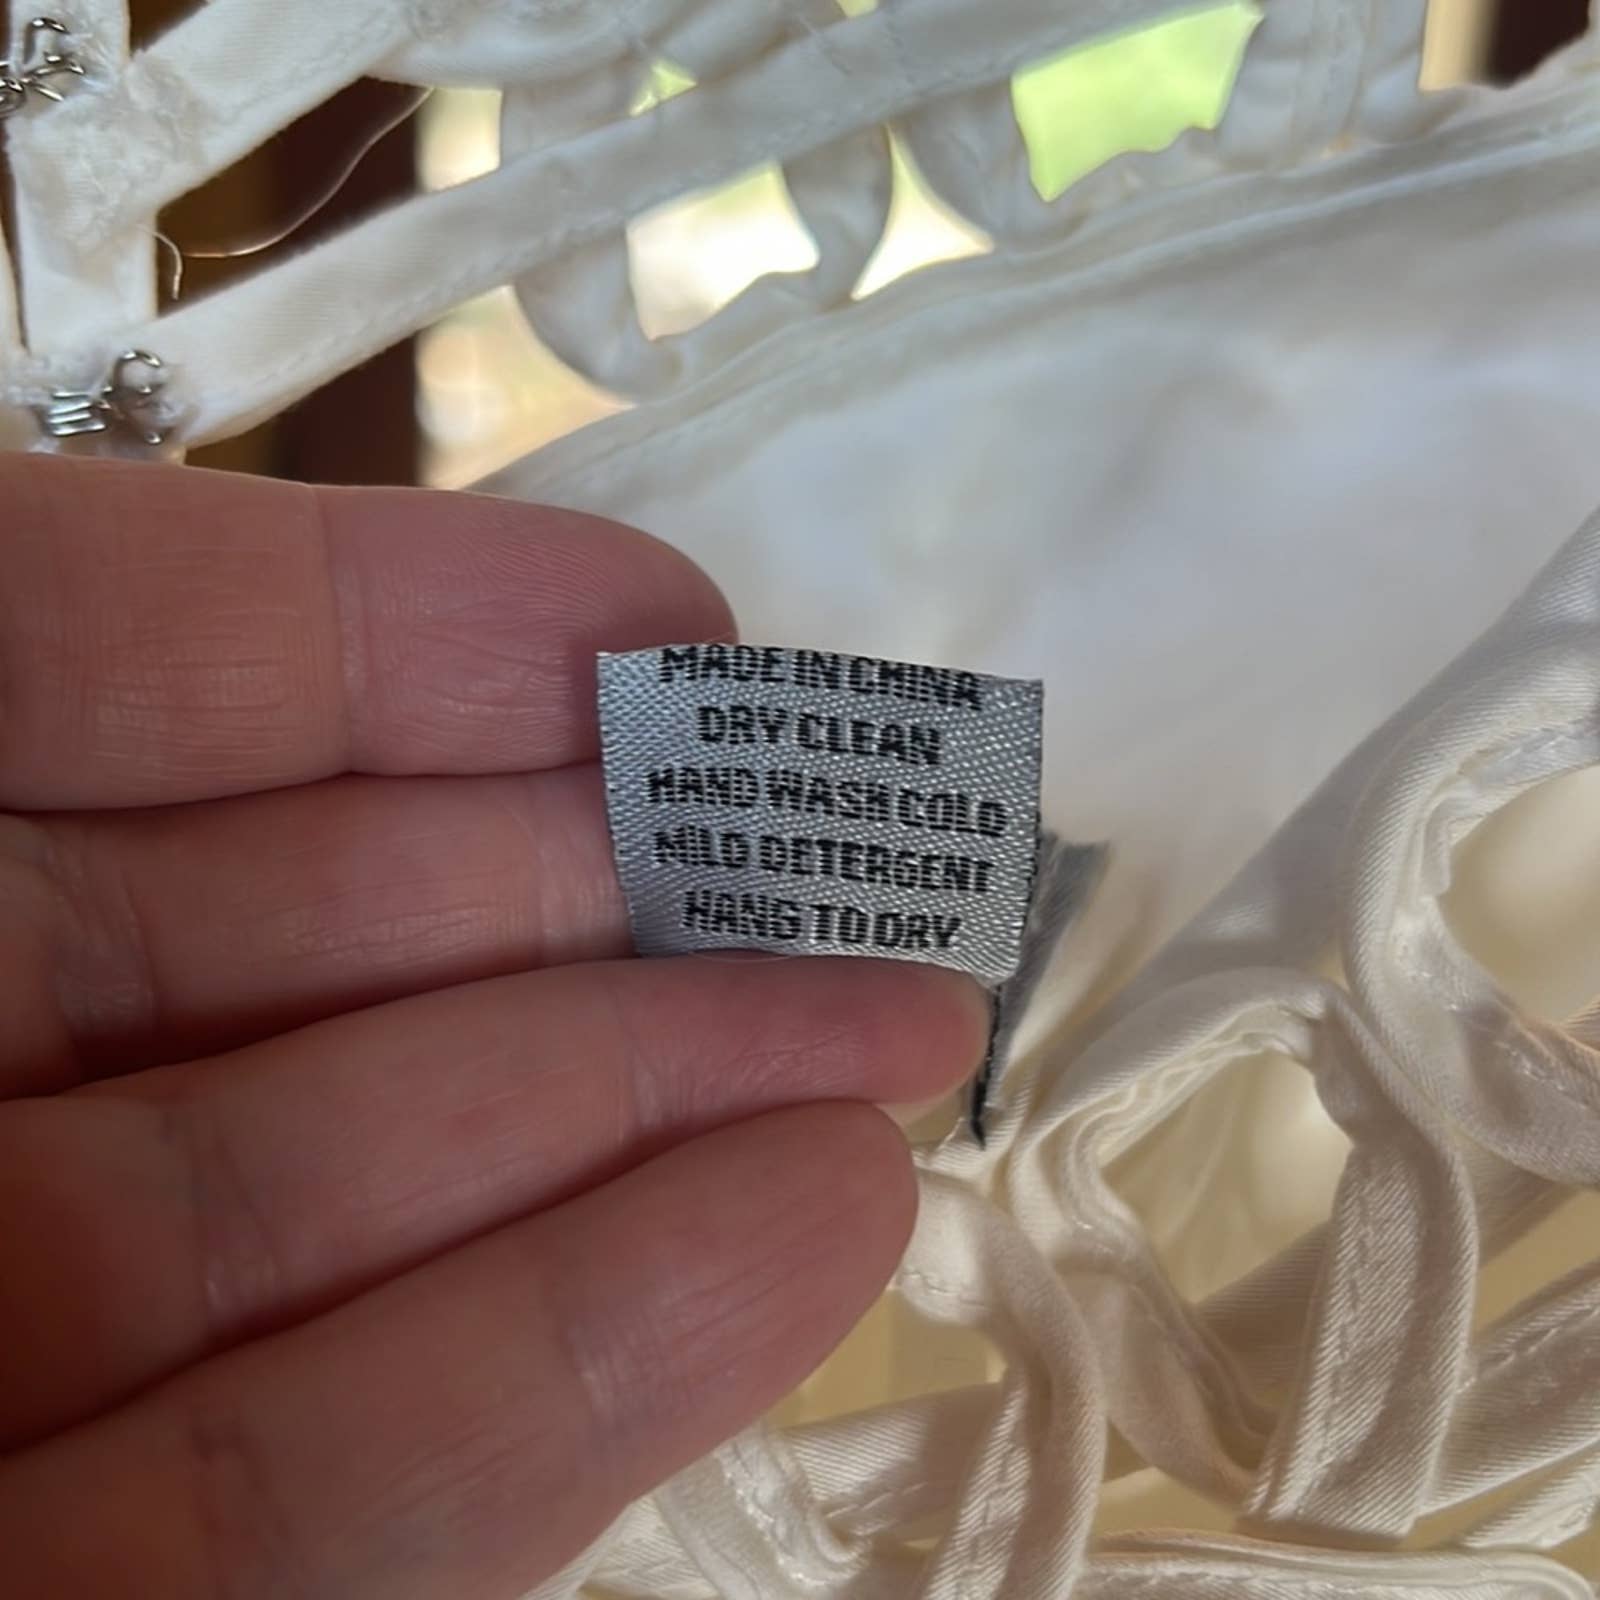 MADE IN CHINA
DRY CLEAN
HAND WASH COLD
MILD DETERGENT
HANG TO DRY